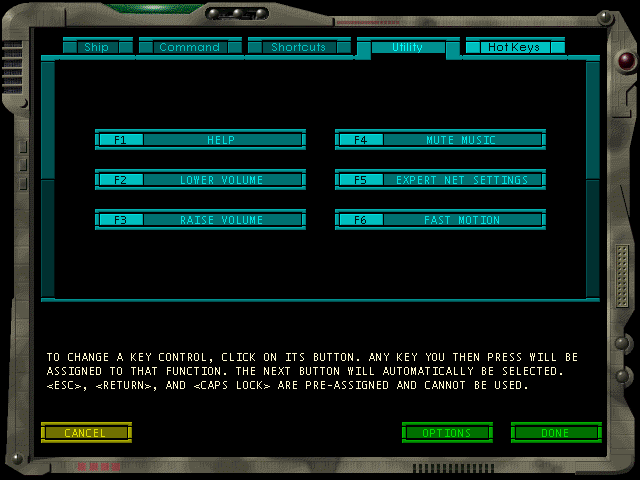 Ship Command Shortcuts Utility Hot Keys
F1 HELP
F4 MUTE MUSIC
F2 LOWER VOLUME
F5 EXPERT NET SETTINGS
F3 RAISE VOLUME
F6 FAST MOTION
TO CHANGE A KEY CONTROL, CLICK ON ITS BUTTON. ANY KEY YOU THEN PRESS WILL BE
ASSIGNED TO THAT FUNCTION. THE NEXT BUTTON WILL AUTOMATICALLY BE SELECTED.
<ESC>, <RETURN>, AND <CAPS LOCK> ARE PRE-ASSIGNED AND CANNOT BE USED.
CANCEL OPTIONS DONE